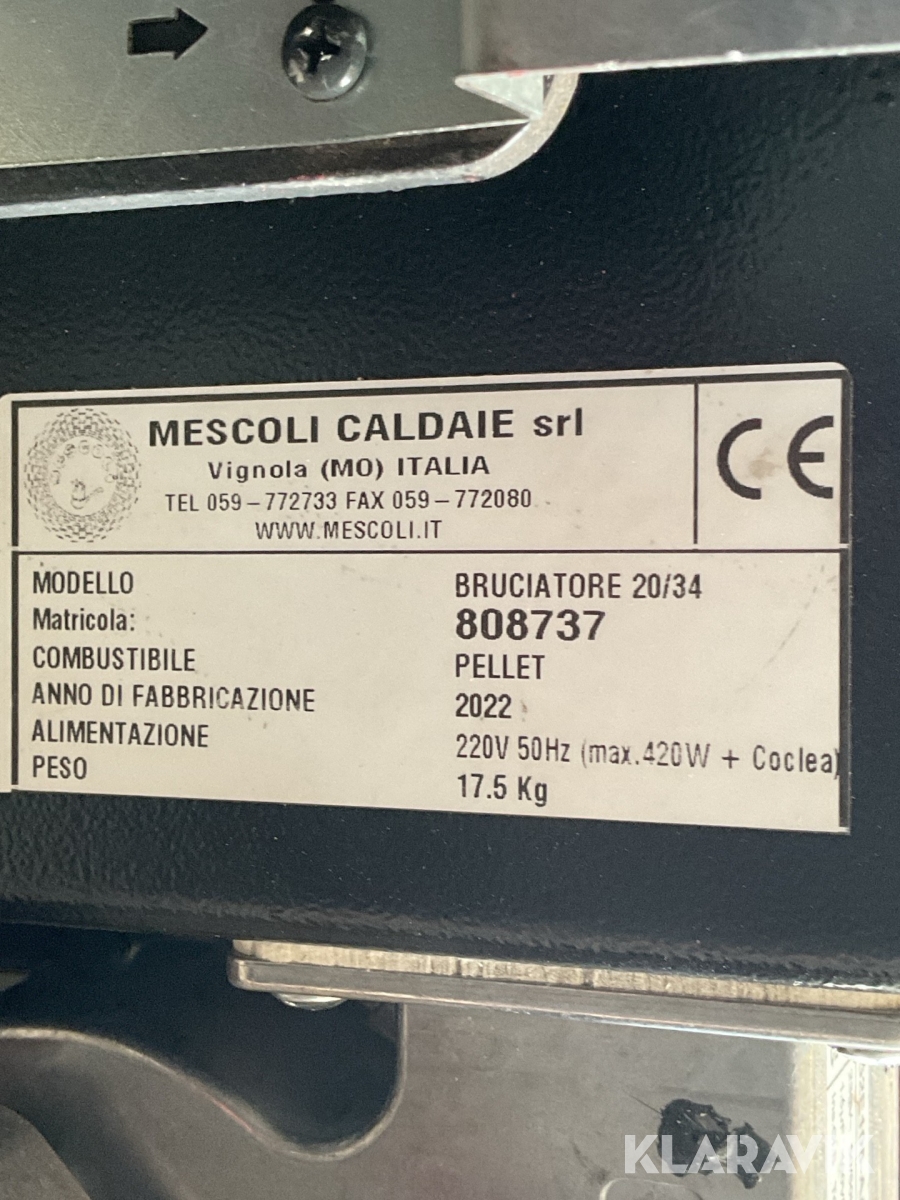 MESCOLI CALDAIE srl
Vignola (MO) ITALIA
TEL 059-772733 FAX 059-772080
WWW.MESCOLI.IT
CE
MODELLO BRUCIATORE 20/34
Matricola: 808737
COMBUSTIBILE PELLET
ANNO DI FABBRICAZIONE 2022
ALIMENTAZIONE 220V 50Hz (max.420W + Coclea)
PESO 17.5 Kg
KLARAVIK